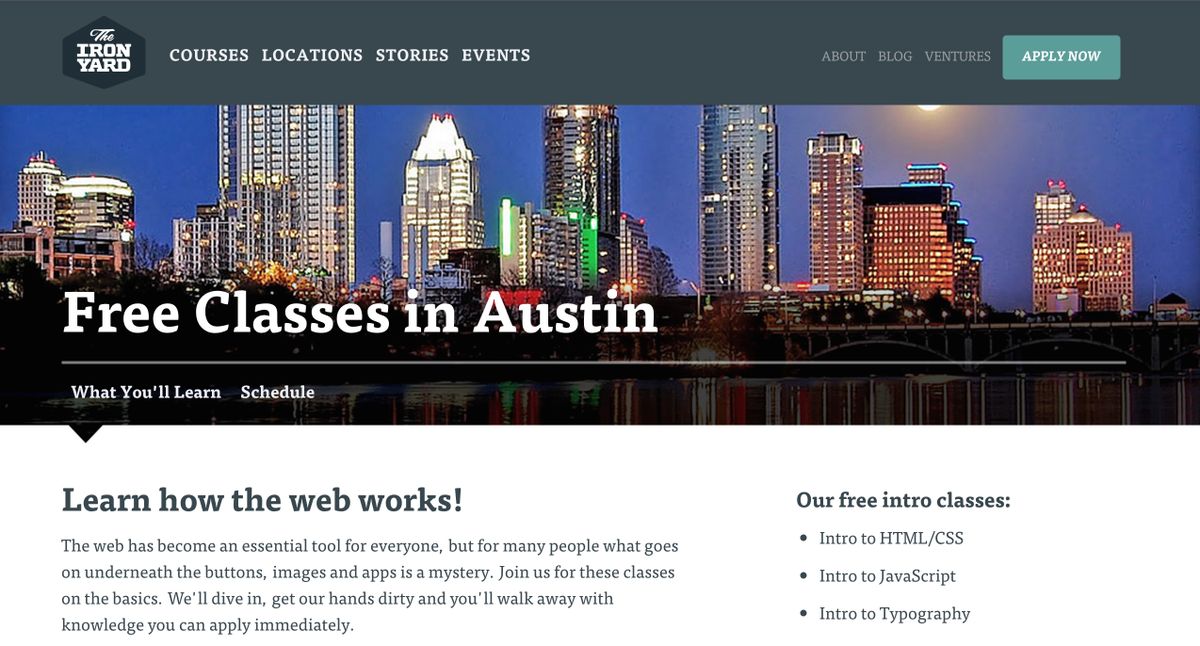 The
IRON
YARD
COURSES LOCATIONS STORIES EVENTS
ABOUT BLOG VENTURES APPLY NOW
Free Classes in Austin
What You'll Learn Schedule
Learn how the web works!
The web has become an essential tool for everyone, but for many people what goes
on underneath the buttons, images and apps is a mystery. Join us for these classes
on the basics. We'll dive in, get our hands dirty and you'll walk away with
knowledge you can apply immediately.
Our free intro classes:
• Intro to HTML/CSS
• Intro to JavaScript
• Intro to Typography